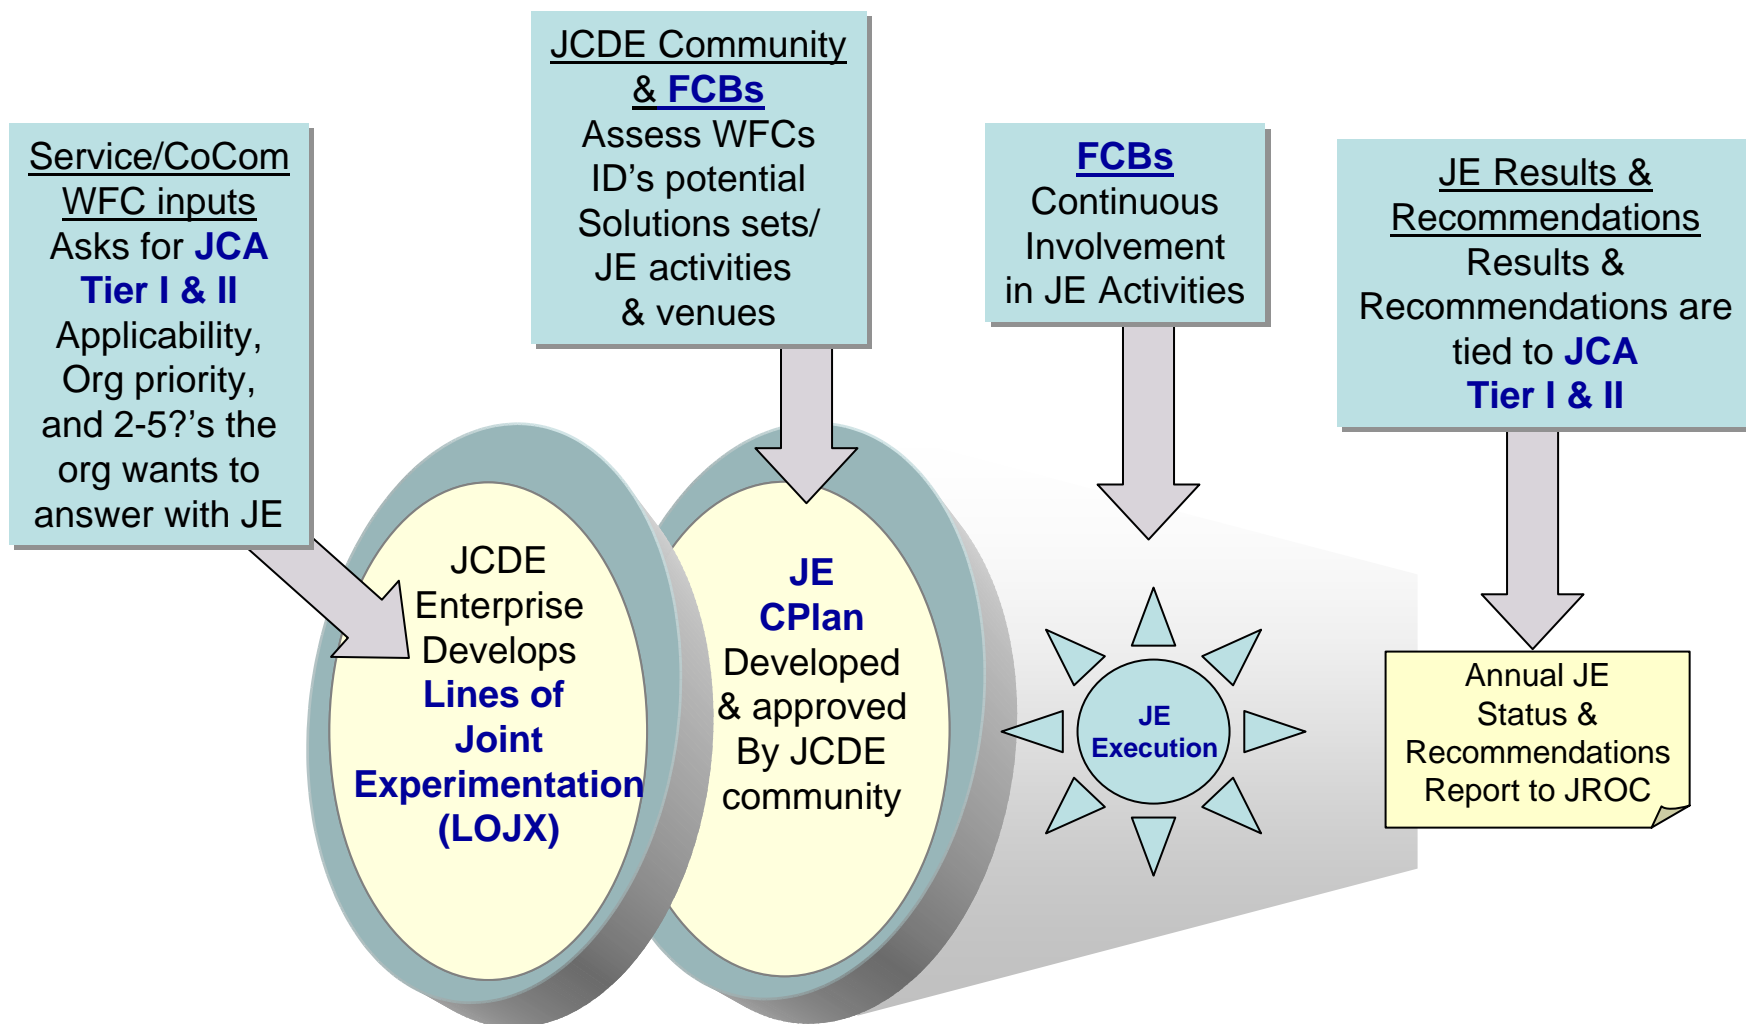 Service/CoCom
WFC inputs
Asks for JCA
Tier I & II
Applicability,
Org priority,
and 2-5?'s the
org wants to
answer with JE
JCDE Community
& FCBs
Assess WFCs
ID's potential
Solutions sets/
JE activities
& venues
FCBs
Continuous
Involvement
in JE Activities
JE Results &
Recommendations
Results &
Recommendations are
tied to JCA
Tier I & II
JCDE
Enterprise
Develops
Lines of
Joint
Experimentation
(LOJX)
JE
CPlan
Developed
& approved
By JCDE
community
JE
Execution
Annual JE
Status &
Recommendations
Report to JROC